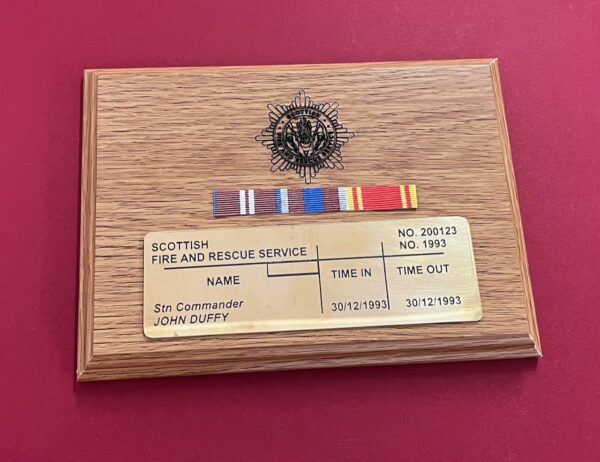 SCOTTISH
SCOTTISH
FIRE AND RESCUE SERVICE
NO. 200123
NO. 1993
NAME
TIME IN
TIME OUT
Stn Commander
JOHN DUFFY
30/12/1993
30/12/1993